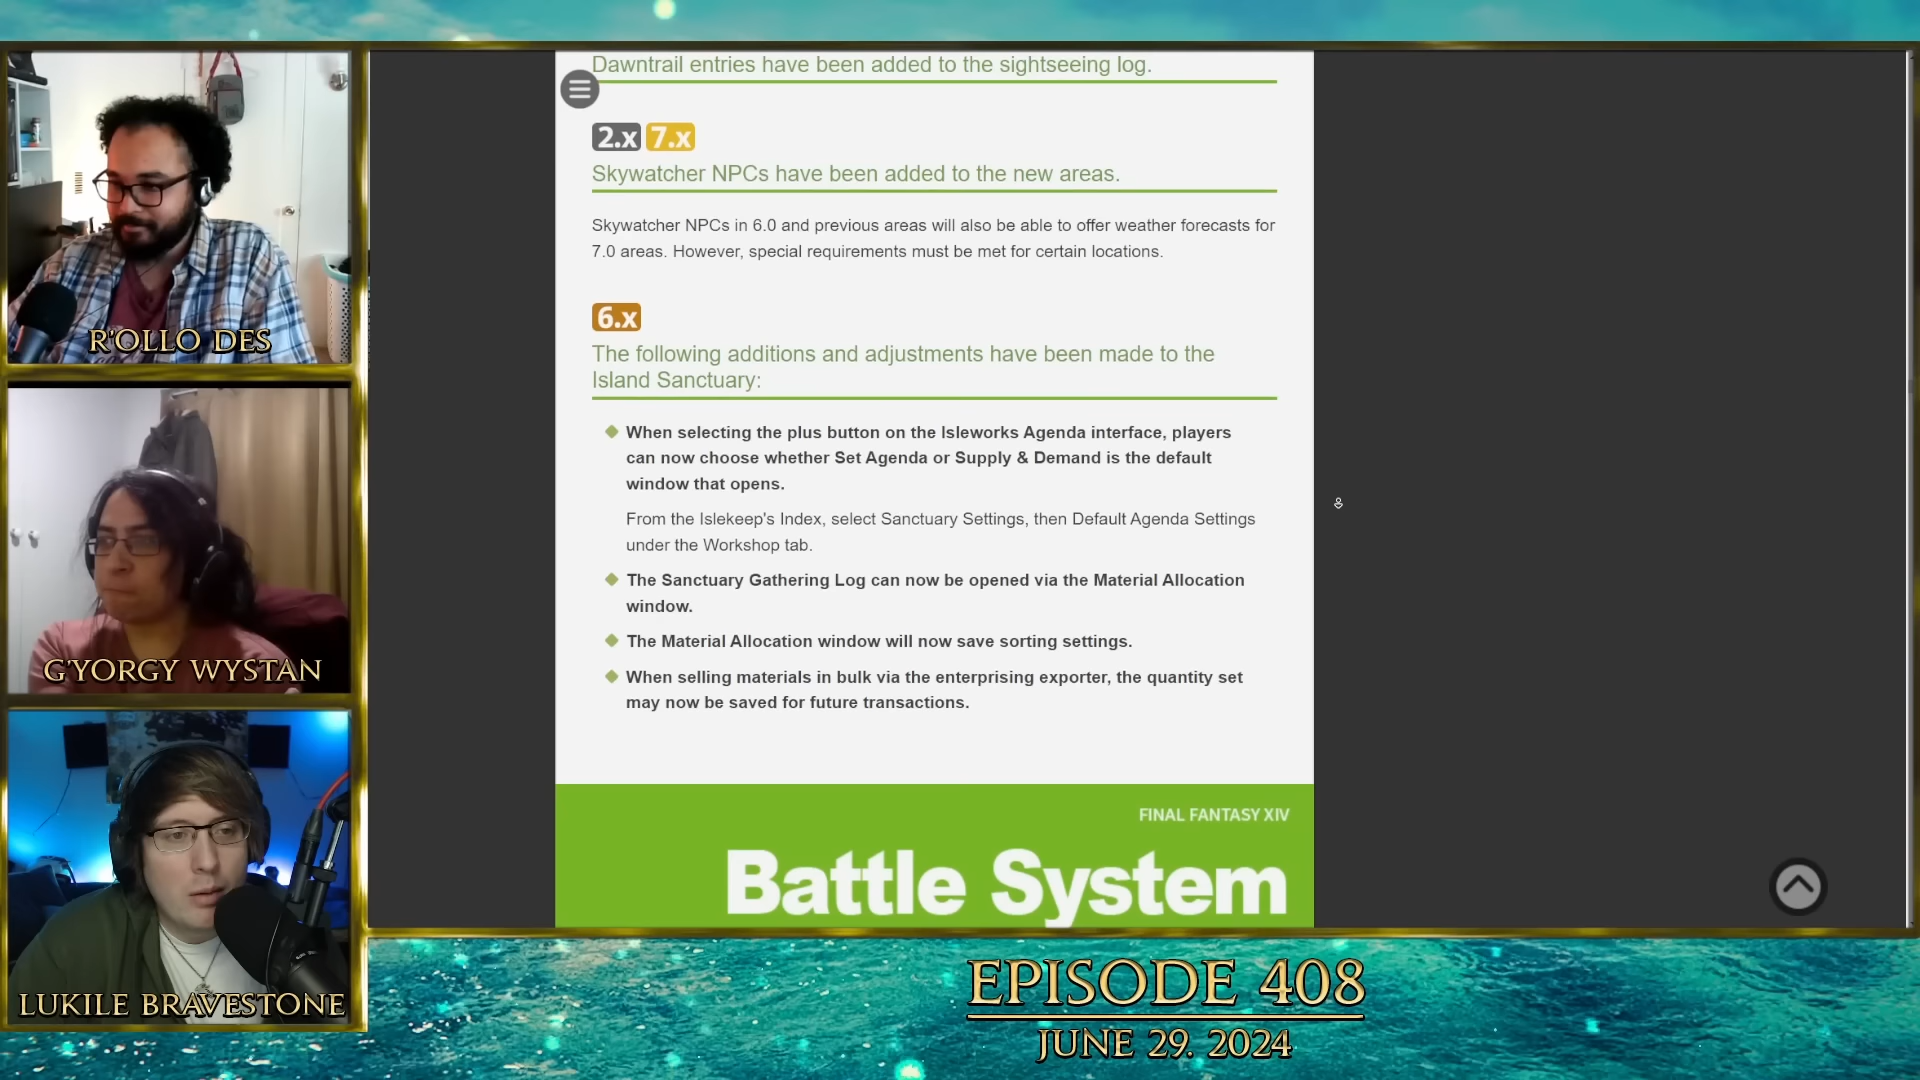 Dawntrail entries have been added to the sightseeing log.
2.x 7.x
Skywatcher NPCs have been added to the new areas.
Skywatcher NPCs in 6.0 and previous areas will also be able to offer weather forecasts for
7.0 areas. However, special requirements must be met for certain locations.
6.x
The following additions and adjustments have been made to the
Island Sanctuary:
When selecting the plus button on the Isleworks Agenda interface, players
can now choose whether Set Agenda or Supply & Demand is the default
window that opens.
From the Islekeep's Index, select Sanctuary Settings, then Default Agenda Settings
under the Workshop tab.
The Sanctuary Gathering Log can now be opened via the Material Allocation
window.
The Material Allocation window will now save sorting settings.
When selling materials in bulk via the enterprising exporter, the quantity set
may now be saved for future transactions.
FINAL FANTASY XIV
Battle System
R'OLLO DES
G'YORGY WYSTAN
LUKILE BRAVESTONE
EPISODE 408
JUNE 29. 2024